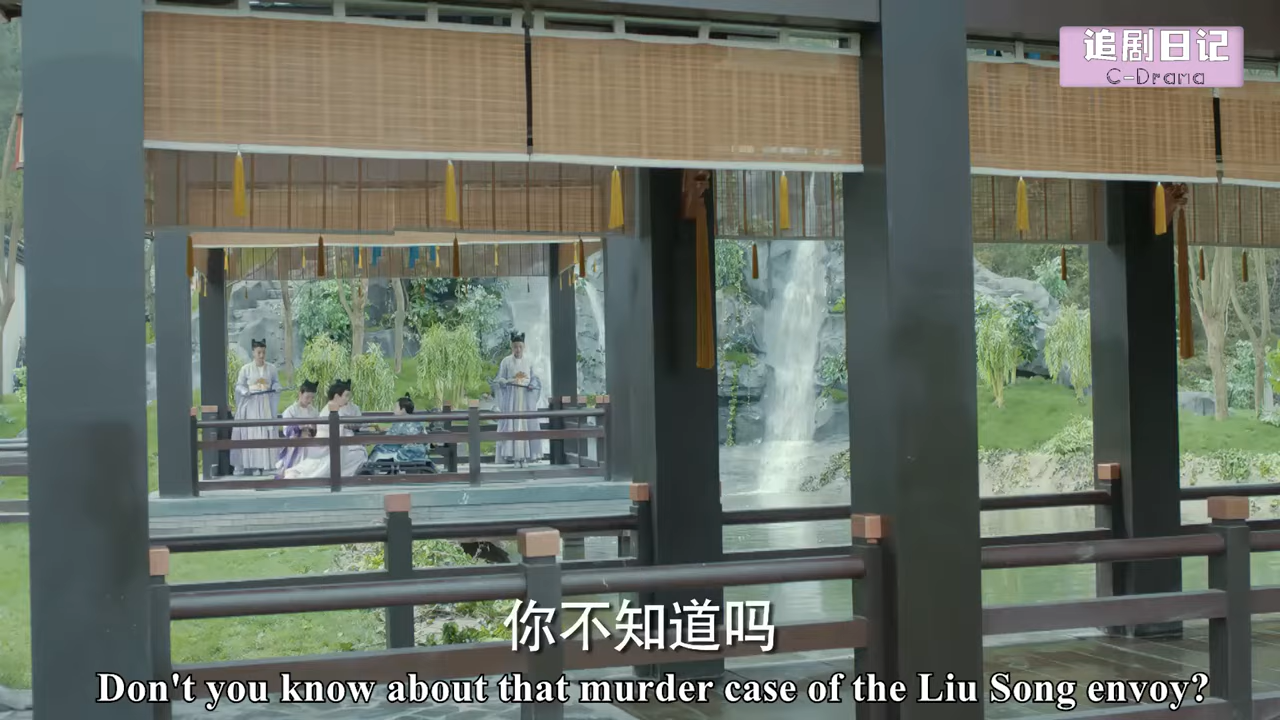 追剧日记
C-Drama
你不知道吗
Don't you know about that murder case of the Liu Song envoy?